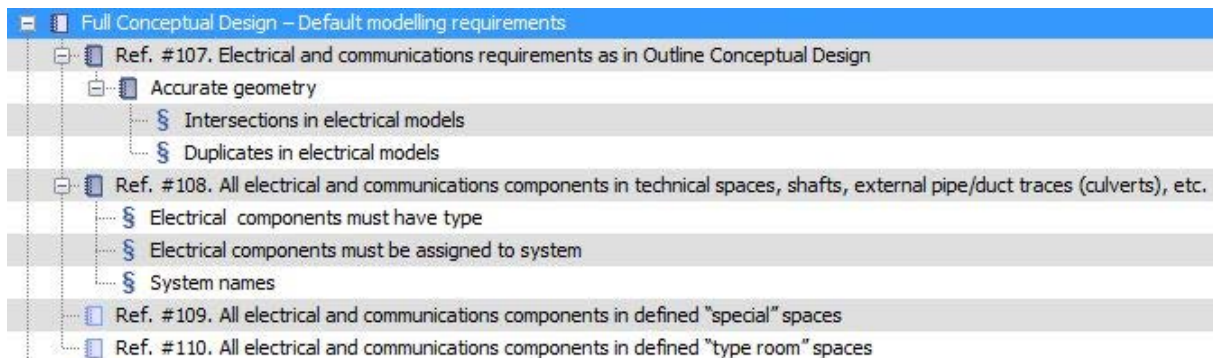 Full Conceptual Design – Default modelling requirements
Ref. #107. Electrical and communications requirements as in Outline Conceptual Design
Accurate geometry
§ Intersections in electrical models
§ Duplicates in electrical models
Ref. #108. All electrical and communications components in technical spaces, shafts, external pipe/duct traces (culverts), etc.
§ Electrical components must have type
§ Electrical components must be assigned to system
§ System names
Ref. #109. All electrical and communications components in defined "special" spaces
Ref. #110. All electrical and communications components in defined "type room" spaces